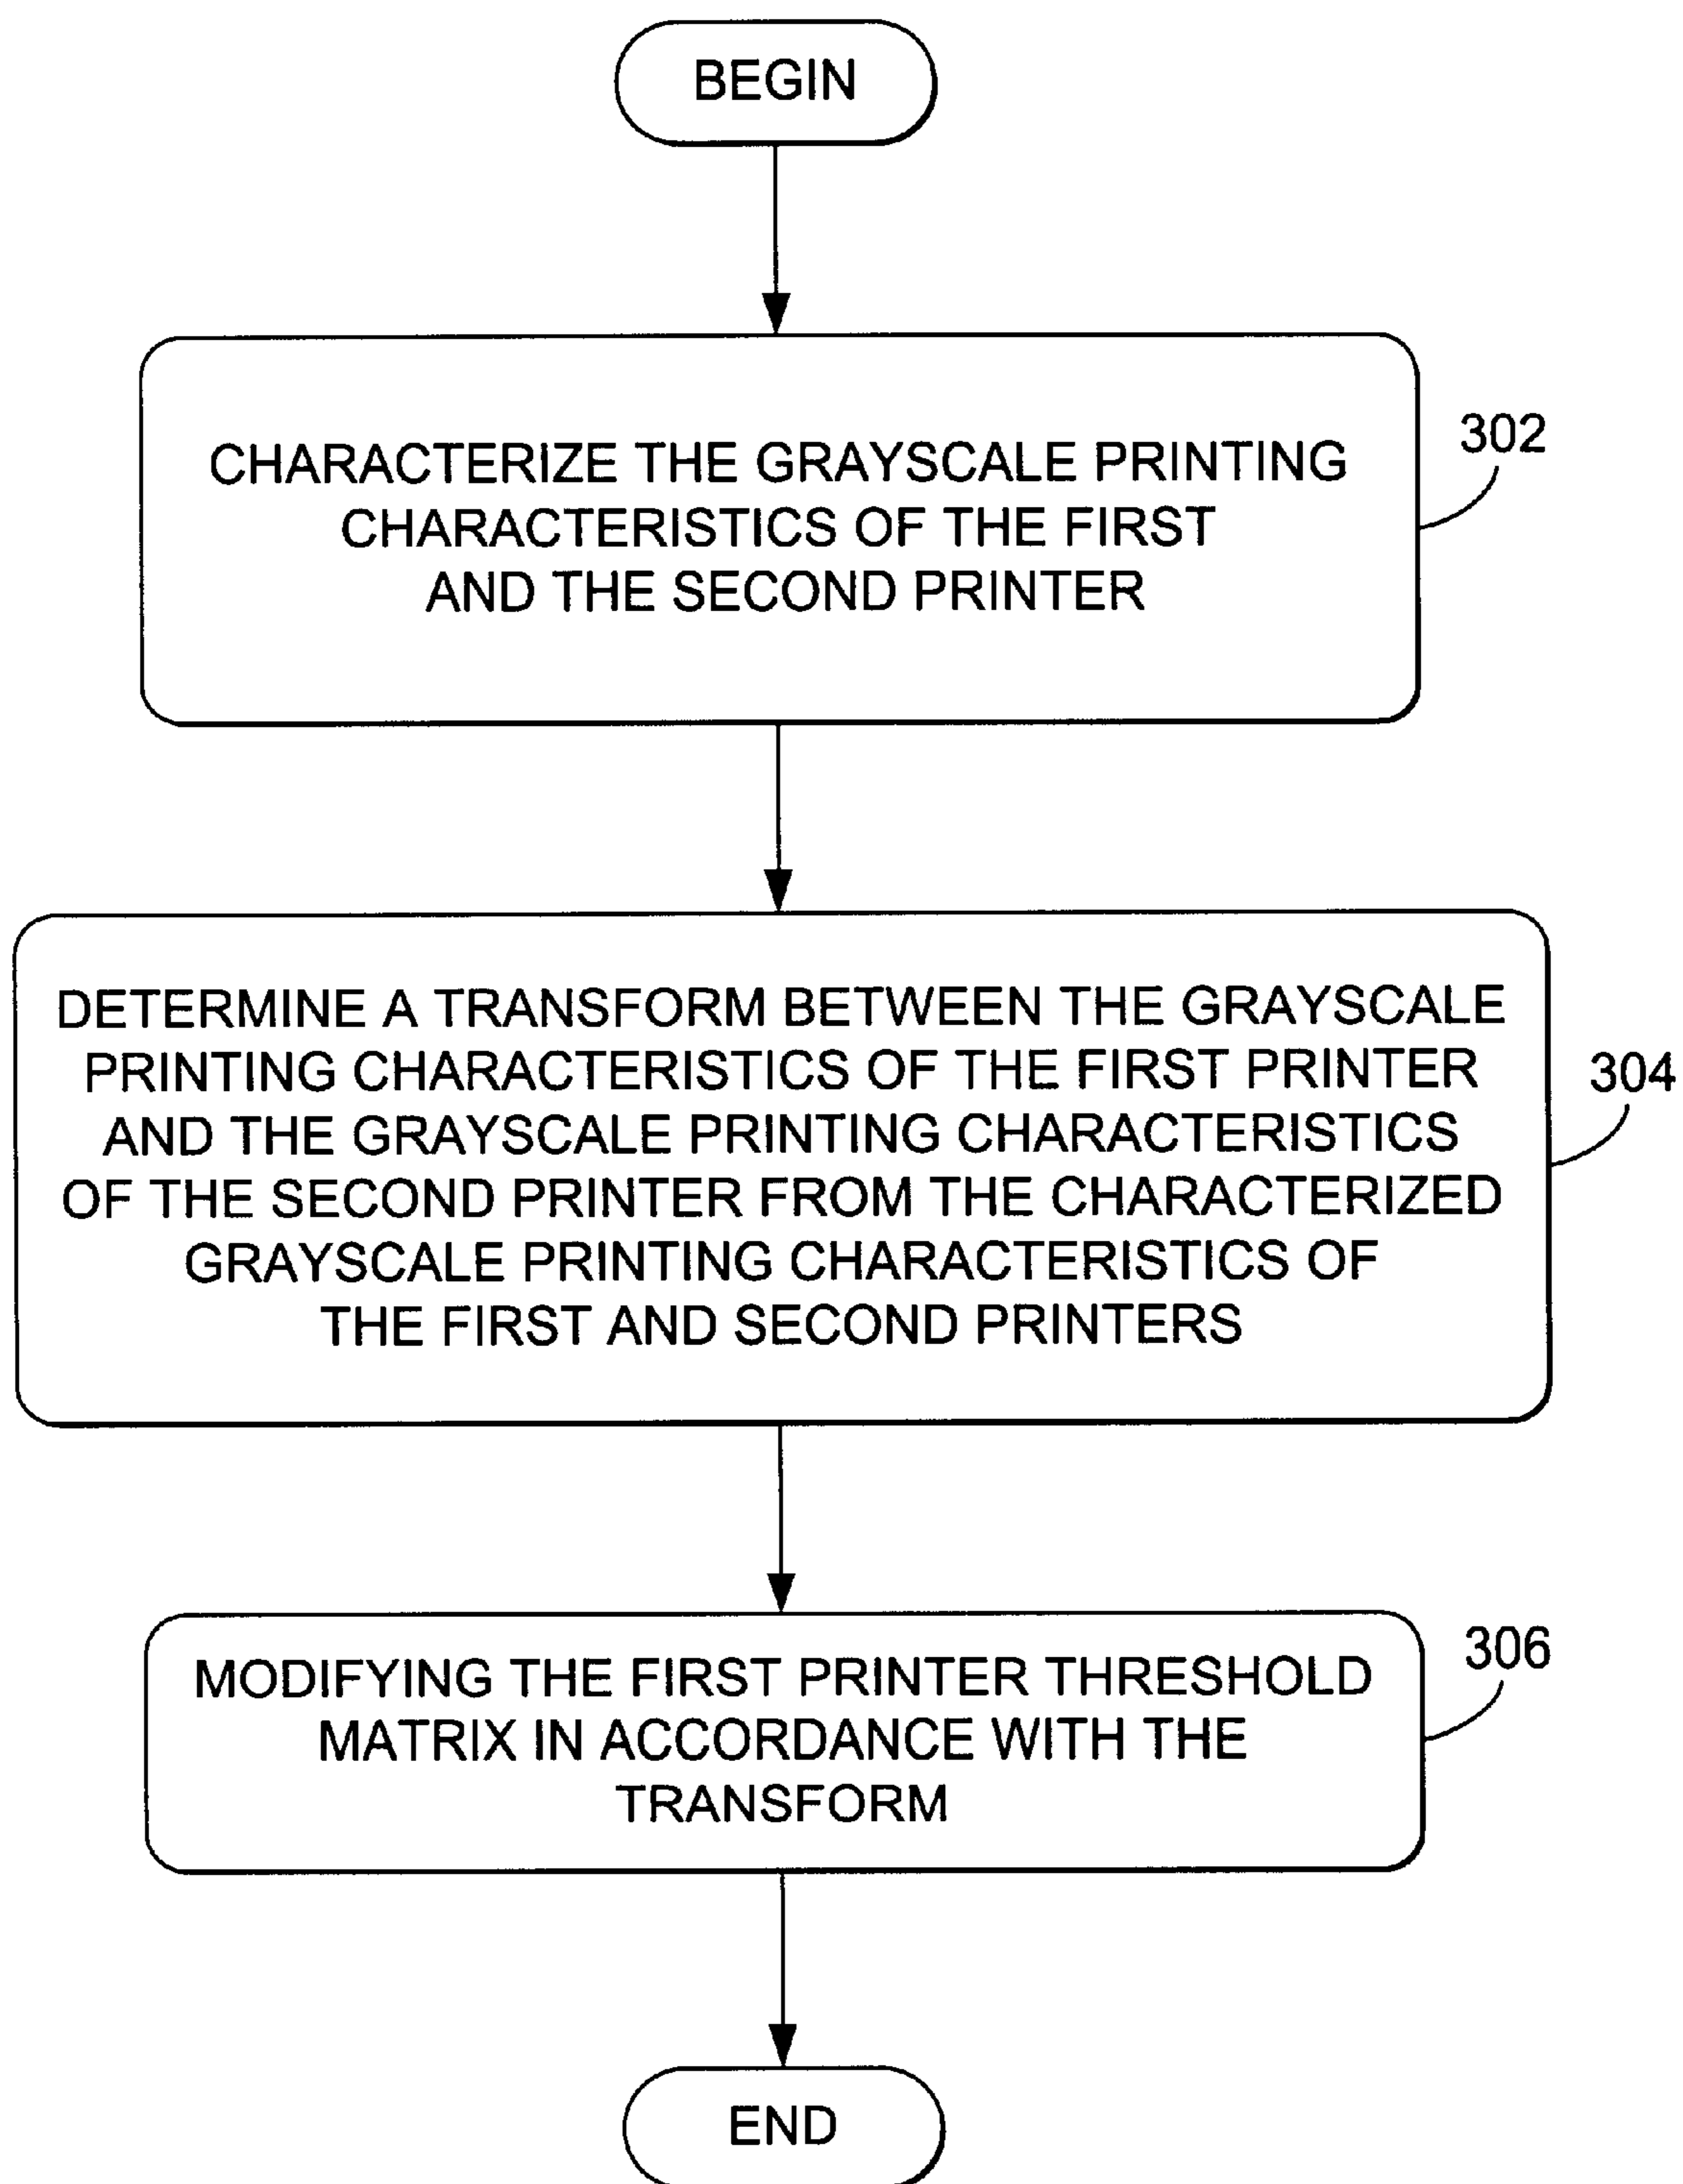 BEGIN
CHARACTERIZE THE GRAYSCALE PRINTING
CHARACTERISTICS OF THE FIRST
AND THE SECOND PRINTER
302
DETERMINE A TRANSFORM BETWEEN THE GRAYSCALE
PRINTING CHARACTERISTICS OF THE FIRST PRINTER
AND THE GRAYSCALE PRINTING CHARACTERISTICS
OF THE SECOND PRINTER FROM THE CHARACTERIZED
GRAYSCALE PRINTING CHARACTERISTICS OF
THE FIRST AND SECOND PRINTERS
304
MODIFYING THE FIRST PRINTER THRESHOLD
MATRIX IN ACCORDANCE WITH THE
TRANSFORM
306
END